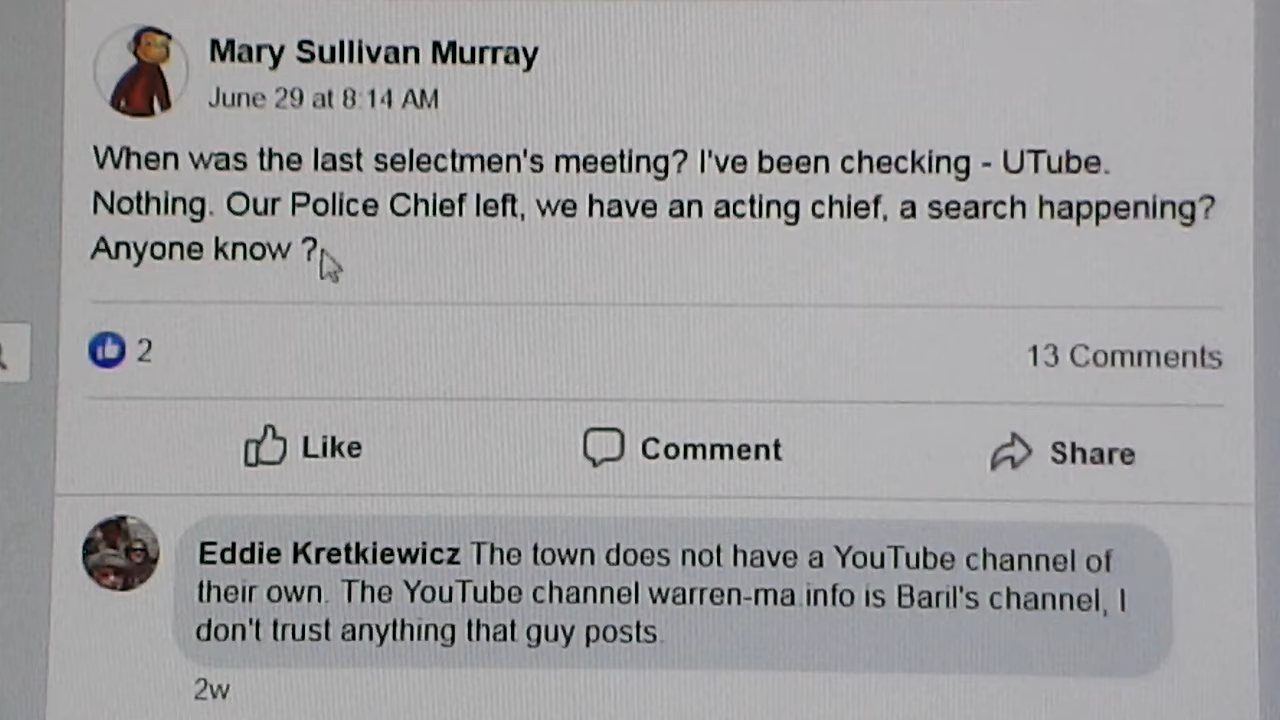 Mary Sullivan Murray
June 29 at 8:14 AM
When was the last selectmen's meeting? I've been checking - UTube.
Nothing. Our Police Chief left, we have an acting chief, a search happening?
Anyone know ?
2
13 Comments
Like
Comment
Share
Eddie Kretkiewicz The town does not have a YouTube channel of
their own. The YouTube channel warren-ma.info is Baril's channel, I
don't trust anything that guy posts.
2w